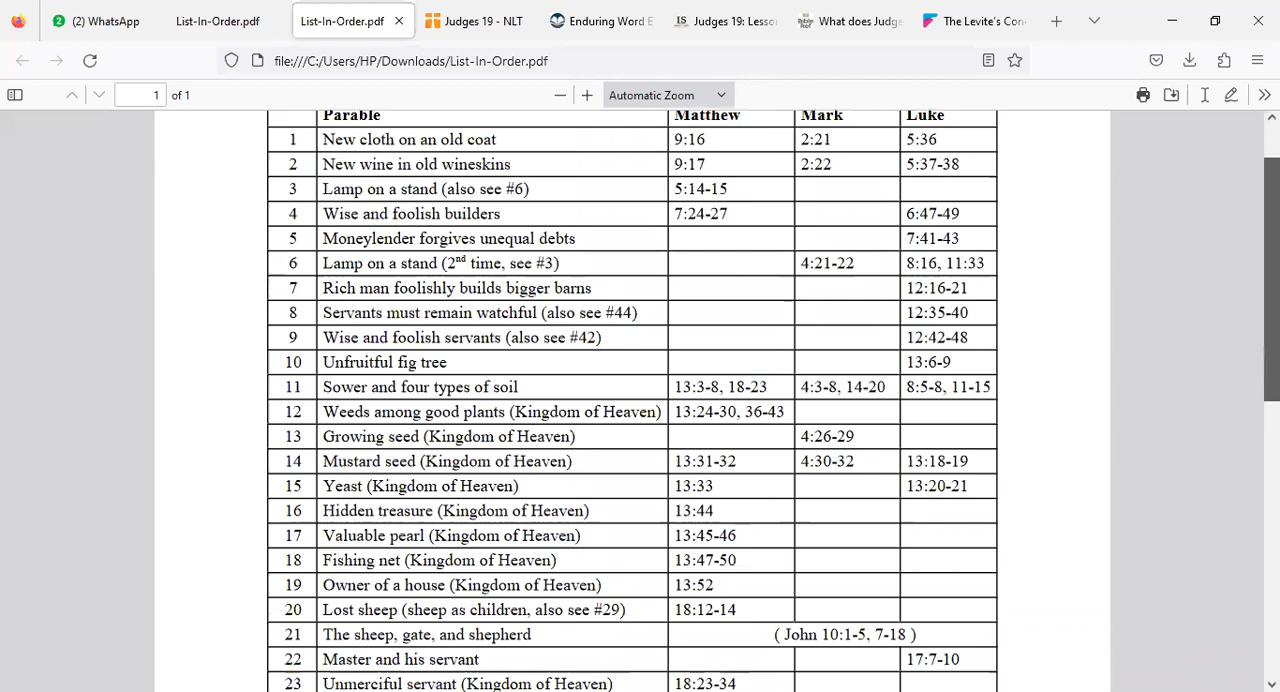 (2) WhatsApp List-In-Order.pdf List-In-Order.pdf Judges 19 - NLT Enduring Word B Judges 19: Lesso What does Judge The Levite's Con
file:///C:/Users/HP/Downloads/List-In-Order.pdf
1 of 1 Automatic Zoom
Parable Matthew Mark Luke
1 New cloth on an old coat 9:16 2:21 5:36
2 New wine in old wineskins 9:17 2:22 5:37-38
3 Lamp on a stand (also see #6) 5:14-15
4 Wise and foolish builders 7:24-27 6:47-49
5 Moneylender forgives unequal debts 7:41-43
6 Lamp on a stand (2nd time, see #3) 4:21-22 8:16, 11:33
7 Rich man foolishly builds bigger barns 12:16-21
8 Servants must remain watchful (also see #44) 12:35-40
9 Wise and foolish servants (also see #42) 12:42-48
10 Unfruitful fig tree 13:6-9
11 Sower and four types of soil 13:3-8, 18-23 4:3-8, 14-20 8:5-8, 11-15
12 Weeds among good plants (Kingdom of Heaven) 13:24-30, 36-43
13 Growing seed (Kingdom of Heaven) 4:26-29
14 Mustard seed (Kingdom of Heaven) 13:31-32 4:30-32 13:18-19
15 Yeast (Kingdom of Heaven) 13:33 13:20-21
16 Hidden treasure (Kingdom of Heaven) 13:44
17 Valuable pearl (Kingdom of Heaven) 13:45-46
18 Fishing net (Kingdom of Heaven) 13:47-50
19 Owner of a house (Kingdom of Heaven) 13:52
20 Lost sheep (sheep as children, also see #29) 18:12-14
21 The sheep, gate, and shepherd ( John 10:1-5, 7-18 )
22 Master and his servant 17:7-10
23 Unmerciful servant (Kingdom of Heaven) 18:23-34